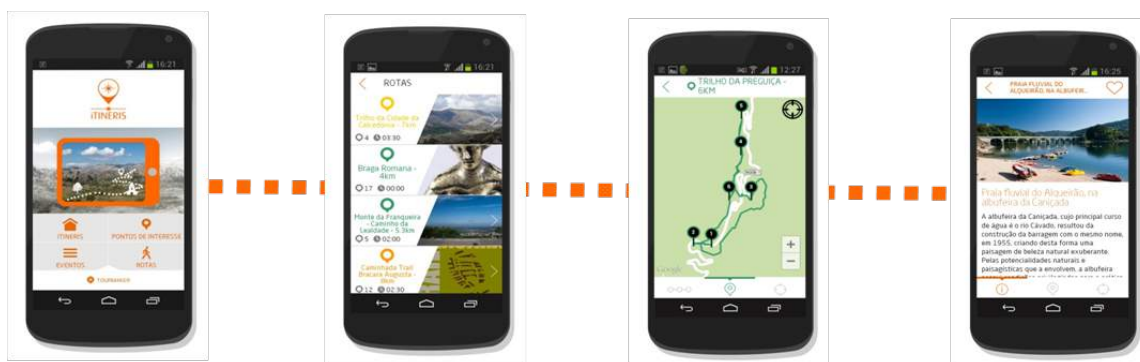 16:21
iTINERIS
ITINERIS
PONTOS DE INTERESSE
EVENTOS
ROTAS
TOURANGER
16:21
ROTAS
Trilho da Cidade da
Calcedónia - 7km
4 03:30
Braga Romana -
4km
17 00:00
Monte da Franqueira
- Caminho da
Lealdade - 5.3km
5 02:00
Caminhada Trail
Bracara Augusta -
8km
12 02:30
12:27
TRILHO DA PREGUIÇA -
6KM
Google
+
-
16:25
PRAIA FLUVIAL DO
ALQUEIRÃO, NA ALBUFEIR...
Praia fluvial do Alqueirão, na
albufeira da Caniçada
A albufeira da Caniçada, cujo principal curso
de água é o rio Cávado, resultou da
construção da barragem com o mesmo nome,
em 1955, criando desta forma uma
paisagem de beleza natural exuberante.
Pelas potencialidades naturais e
paisagísticas que a envolvem, a albufeira